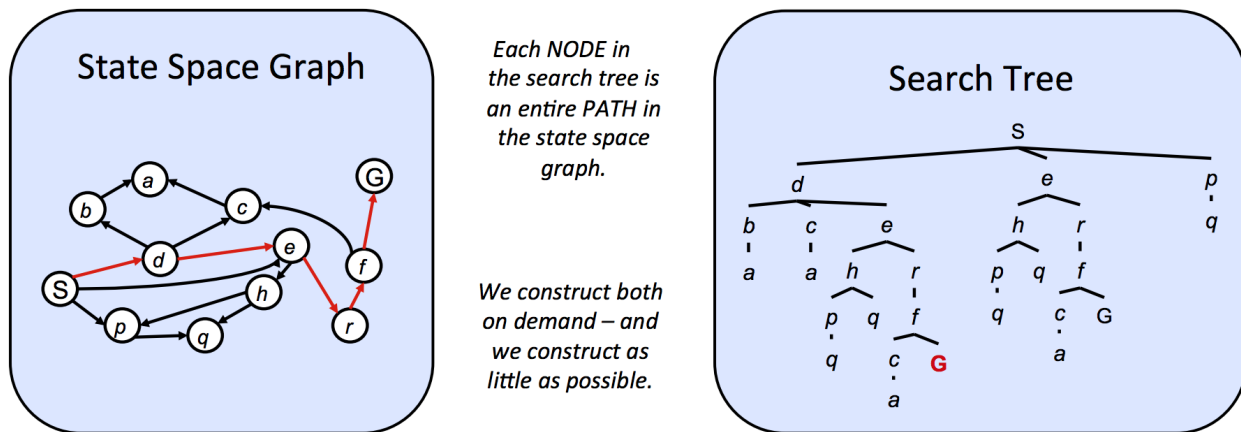 State Space Graph
a
G
b
c
d
e
f
S
h
p
q
r
Each NODE in
the search tree is
an entire PATH in
the state space
graph.
We construct both
on demand – and
we construct as
little as possible.
Search Tree
S
d e p
b c e h r q
a a h r p q f
p q f q c G
q c G a
a